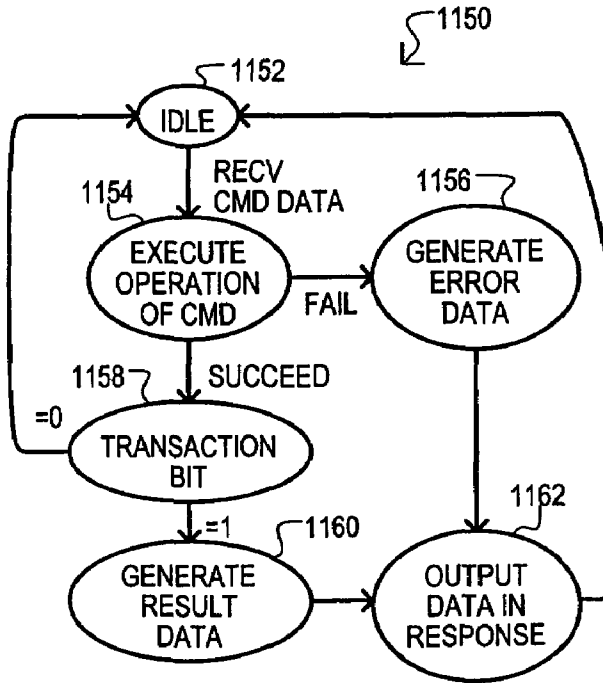 1150
1152
IDLE
RECV
CMD DATA
1154
1156
EXECUTE
OPERATION
OF CMD
FAIL
GENERATE
ERROR
DATA
1158
SUCCEED
=0
TRANSACTION
BIT
=1
1160
1162
GENERATE
RESULT
DATA
OUTPUT
DATA IN
RESPONSE